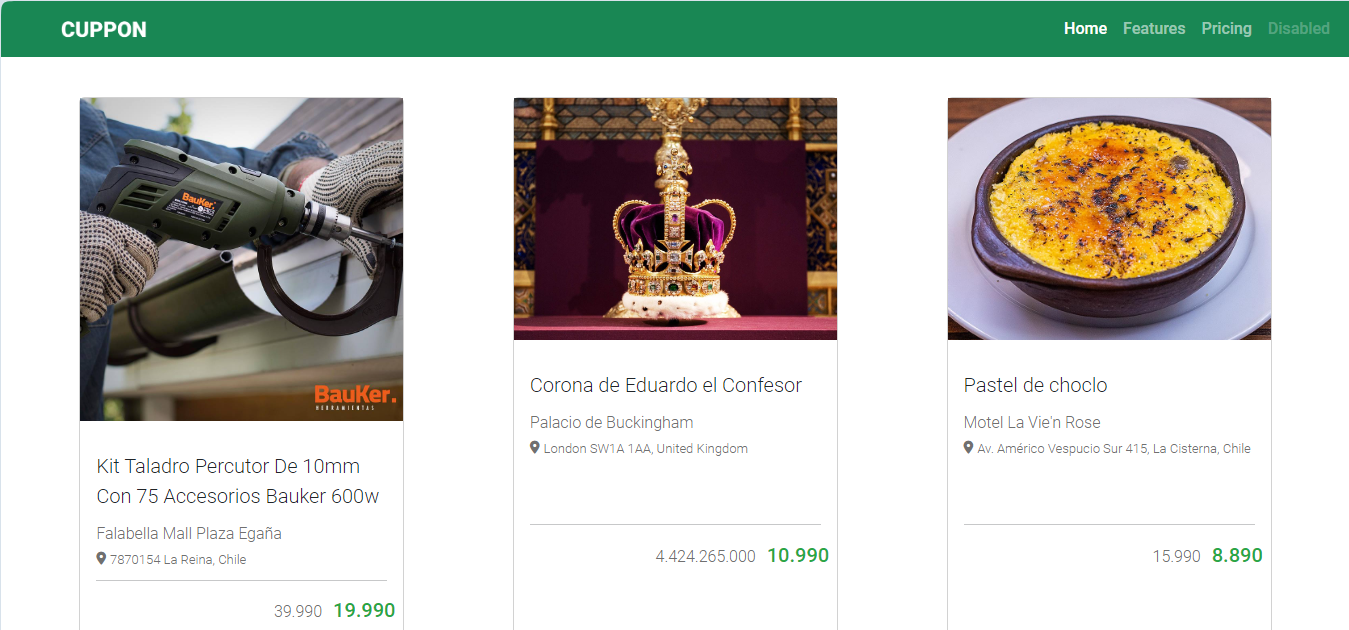 CUPPON
Home Features Pricing Disabled
BauKer.
BauKer.
HERRAMIENTAS
Kit Taladro Percutor De 10mm
Con 75 Accesorios Bauker 600w
Falabella Mall Plaza Egaña
7870154 La Reina, Chile
39.990 19.990
Corona de Eduardo el Confesor
Palacio de Buckingham
London SW1A 1AA, United Kingdom
4.424.265.000 10.990
Pastel de choclo
Motel La Vie'n Rose
Av. Américo Vespucio Sur 415, La Cisterna, Chile
15.990 8.890